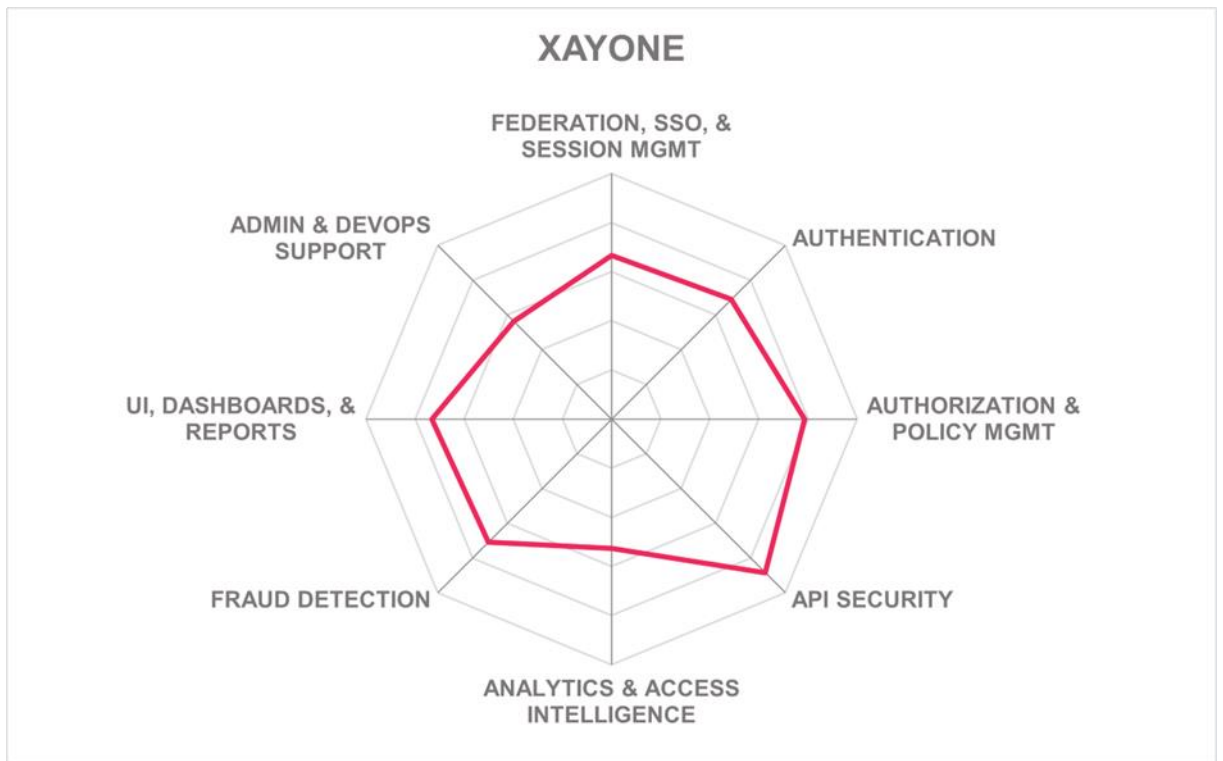 XAYONE
FEDERATION, SSO, &
SESSION MGMT
ADMIN & DEVOPS
SUPPORT
AUTHENTICATION
UI, DASHBOARDS, &
REPORTS
AUTHORIZATION &
POLICY MGMT
FRAUD DETECTION
API SECURITY
ANALYTICS & ACCESS
INTELLIGENCE